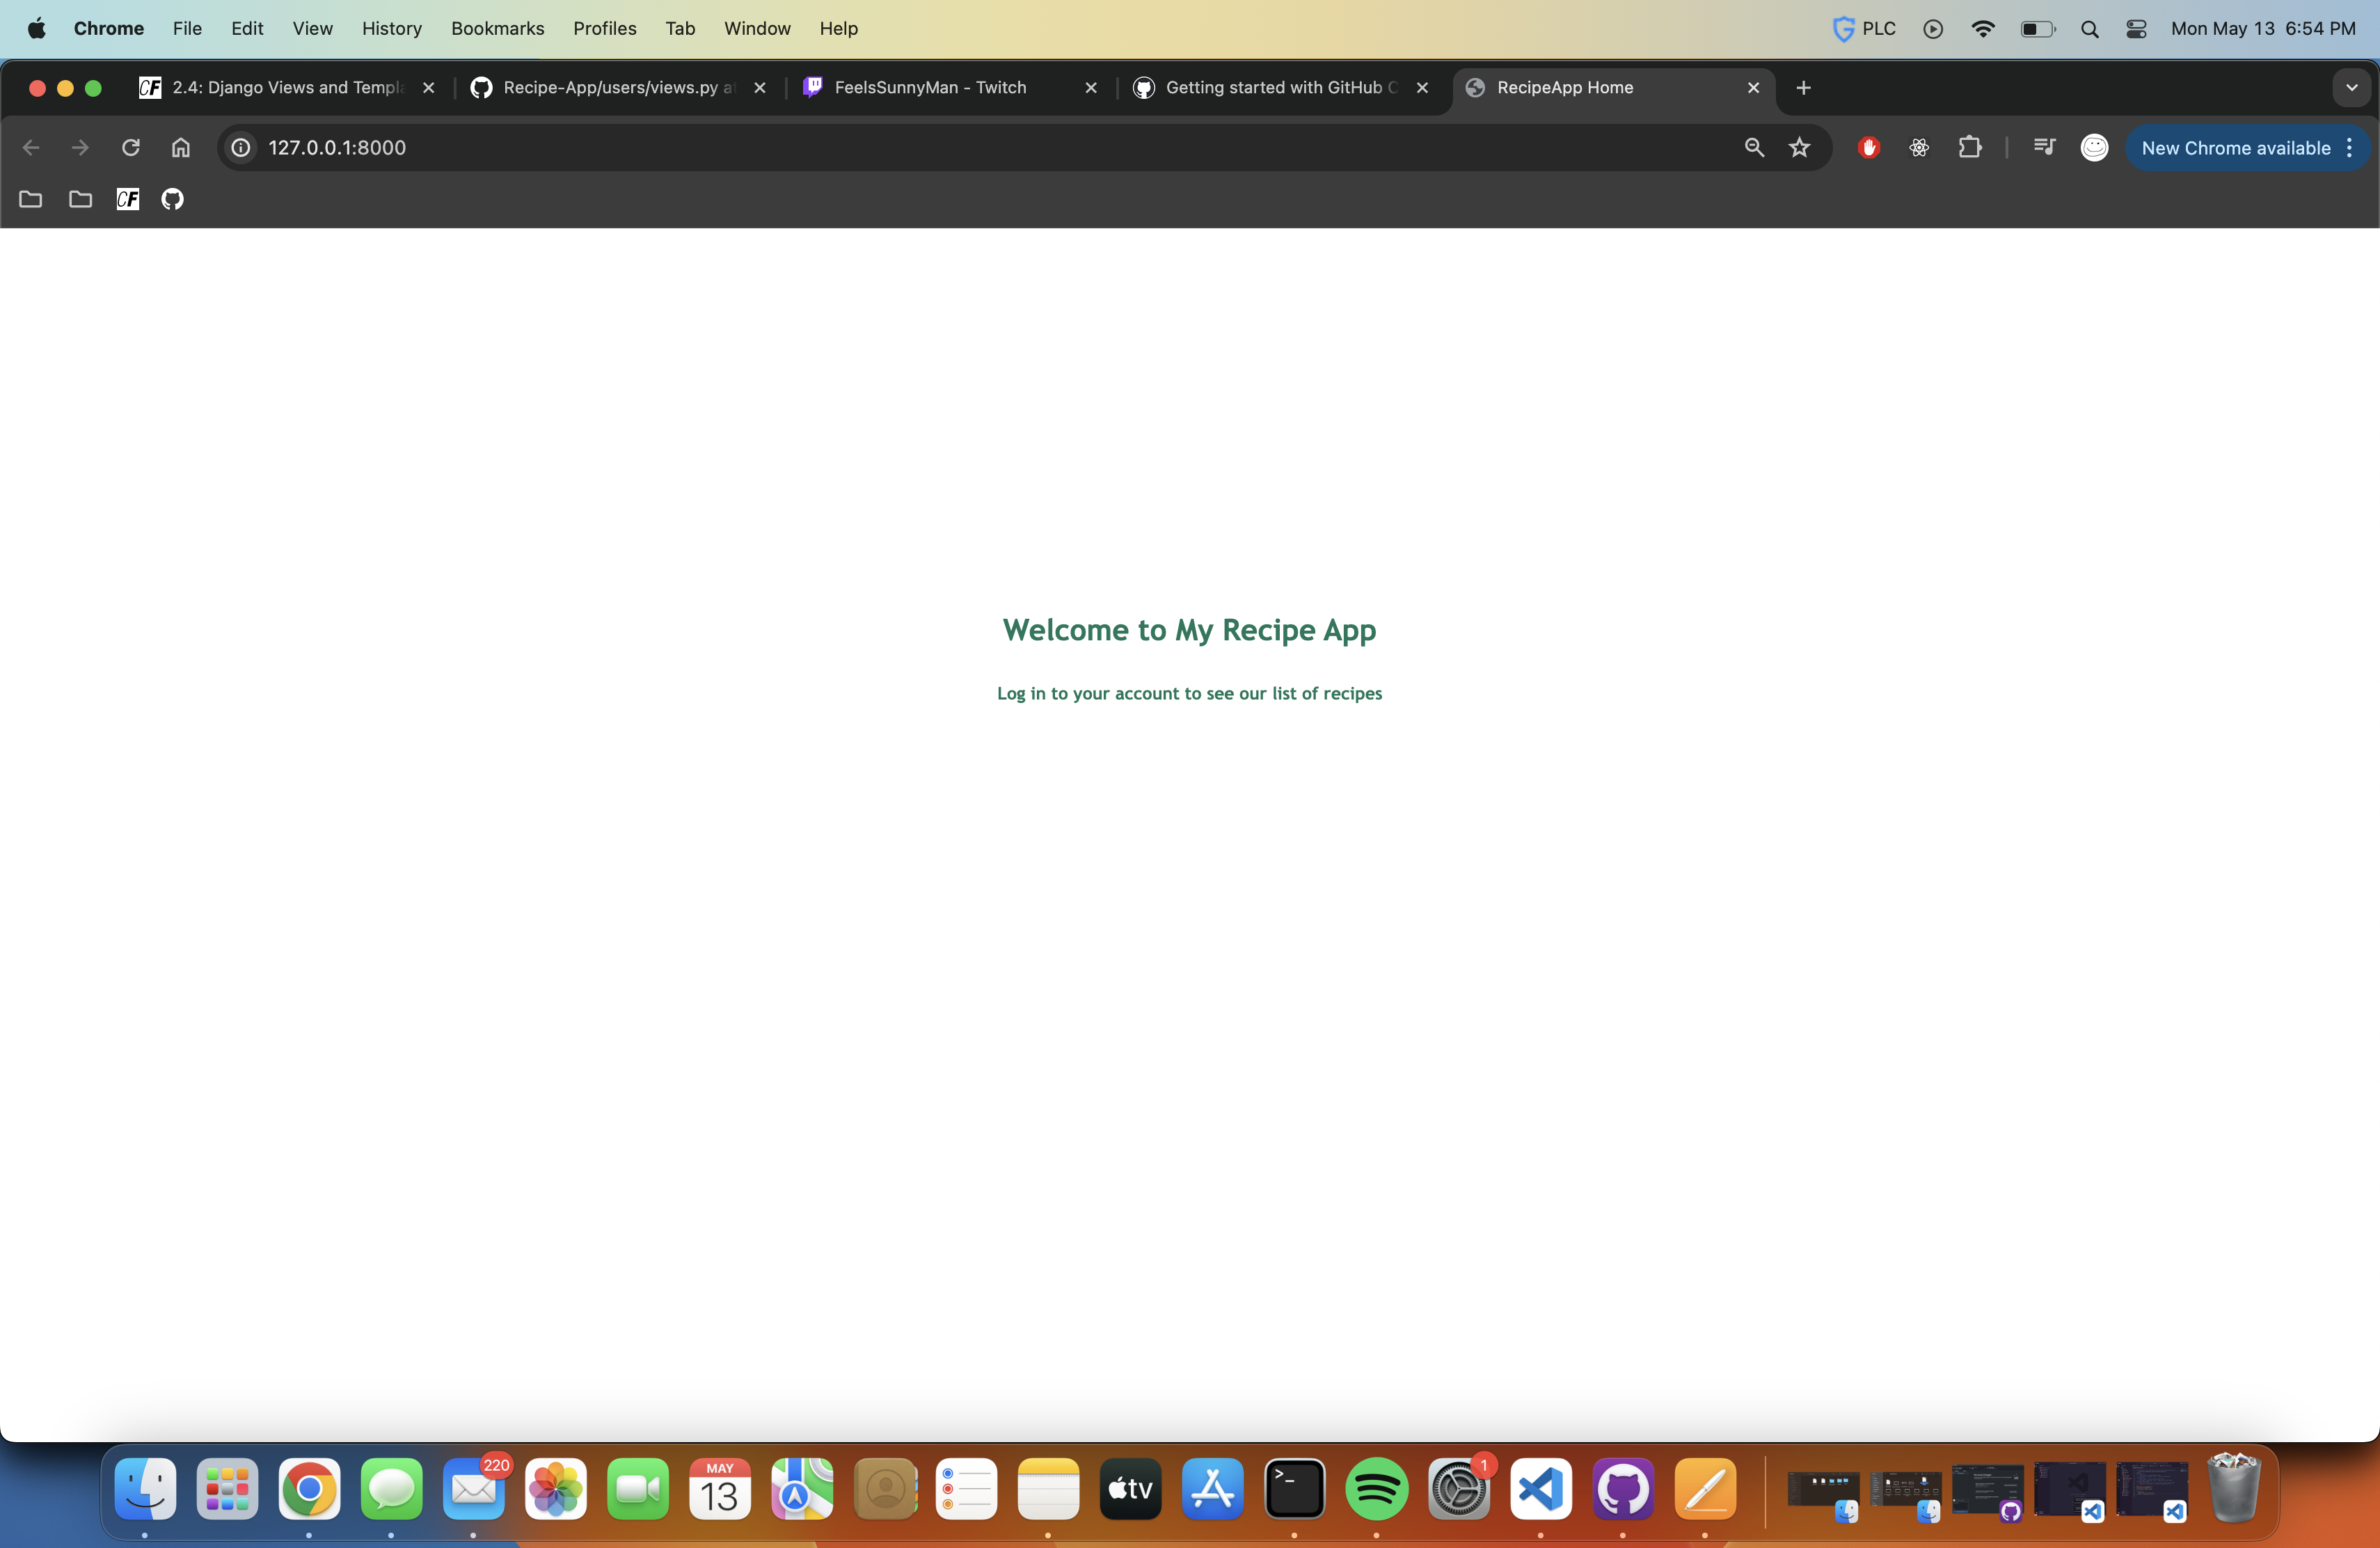 Chrome File Edit View History Bookmarks Profiles Tab Window Help PLC Mon May 13 6:54 PM
CF 2.4: Django Views and Templa Recipe-App/users/views.py a FeelsSunnyMan - Twitch Getting started with GitHub C RecipeApp Home
127.0.0.1:8000 New Chrome available
CF
Welcome to My Recipe App
Log in to your account to see our list of recipes
220 MAY 1
13 tv >_